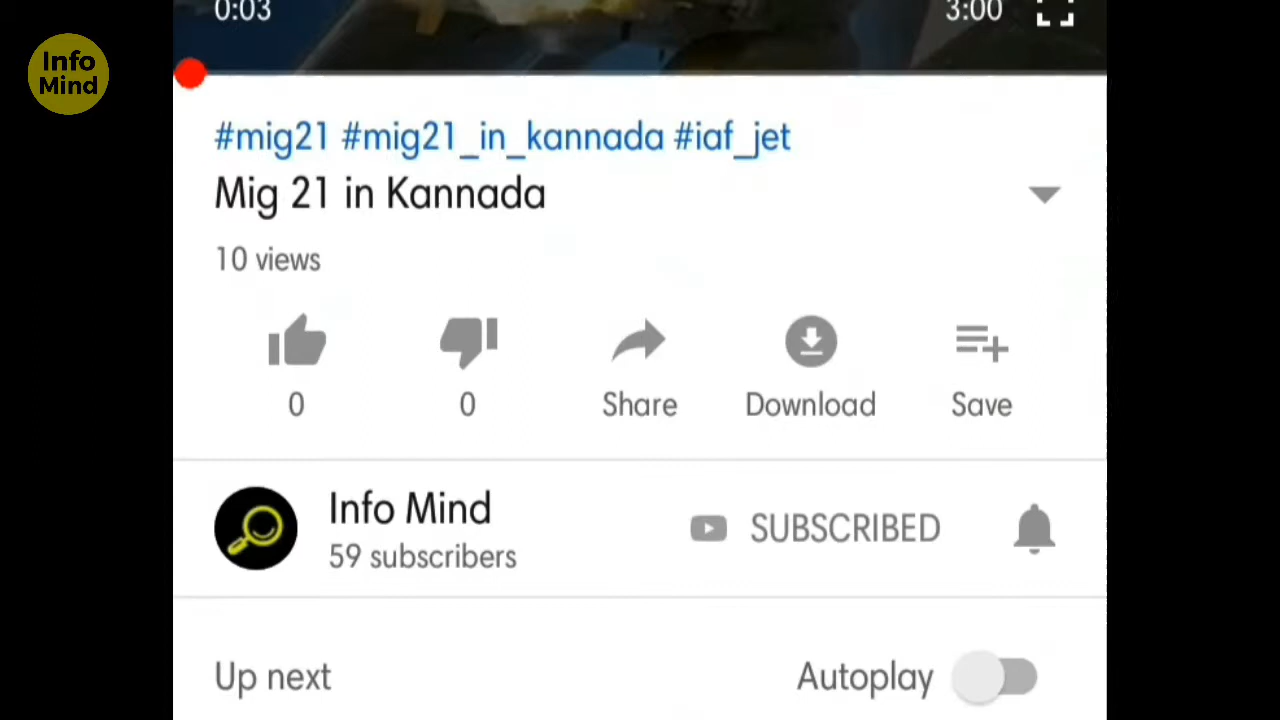 Info
Mind
0:03 3:00
#mig21 #mig21_in_kannada #iaf_jet
Mig 21 in Kannada
10 views
0 0 Share Download Save
Info Mind
59 subscribers
SUBSCRIBED
Up next Autoplay